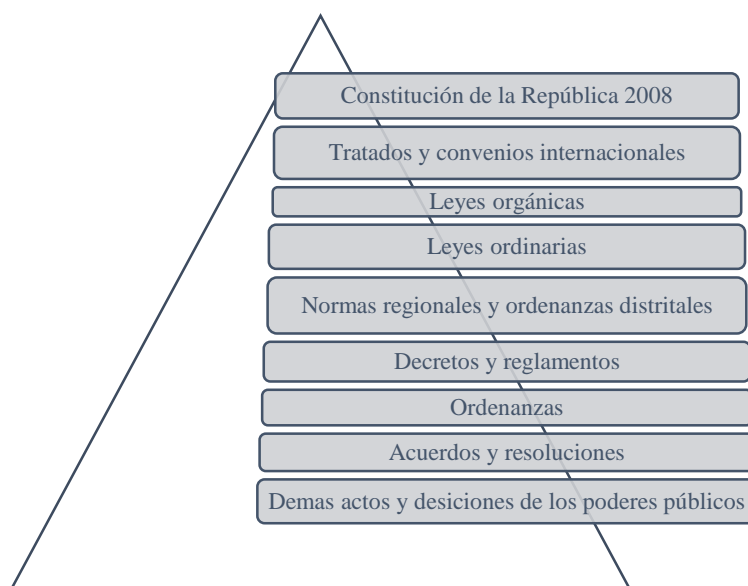 Constitución de la República 2008
Tratados y convenios internacionales
Leyes orgánicas
Leyes ordinarias
Normas regionales y ordenanzas distritales
Decretos y reglamentos
Ordenanzas
Acuerdos y resoluciones
Demas actos y desiciones de los poderes públicos